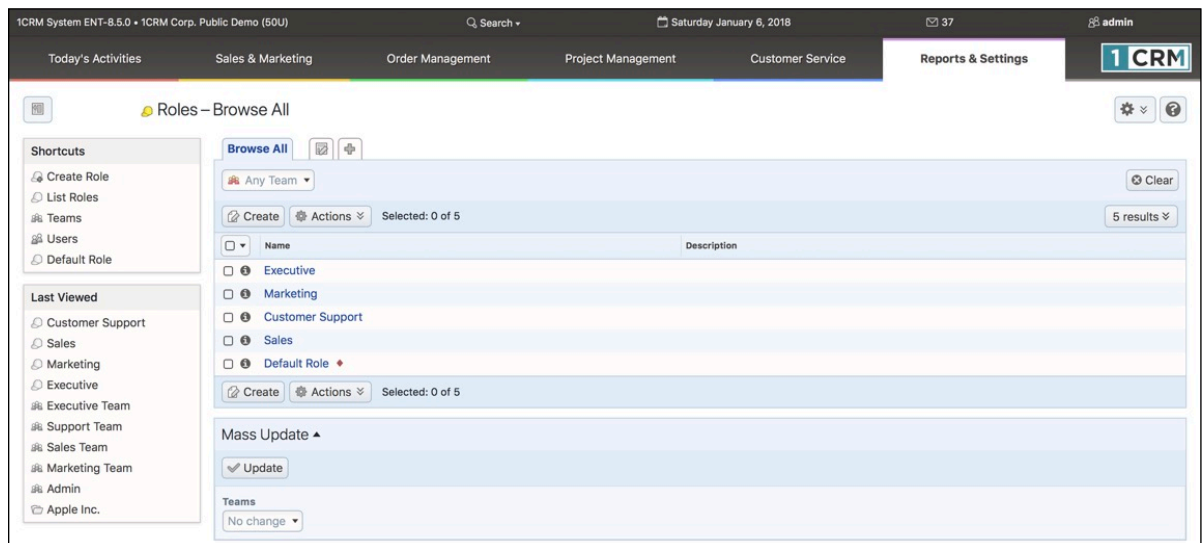 1CRM System ENT-8.5.0 • 1CRM Corp. Public Demo (50U) Search Saturday January 6, 2018 37 admin
Today's Activities Sales & Marketing Order Management Project Management Customer Service Reports & Settings 1 CRM
Roles – Browse All
Shortcuts
Create Role
List Roles
Teams
Users
Default Role
Last Viewed
Customer Support
Sales
Marketing
Executive
Executive Team
Support Team
Sales Team
Marketing Team
Admin
Apple Inc.
Browse All
Any Team Clear
Create Actions Selected: 0 of 5 5 results
Name Description
Executive
Marketing
Customer Support
Sales
Default Role
Create Actions Selected: 0 of 5
Mass Update
Update
Teams
No change